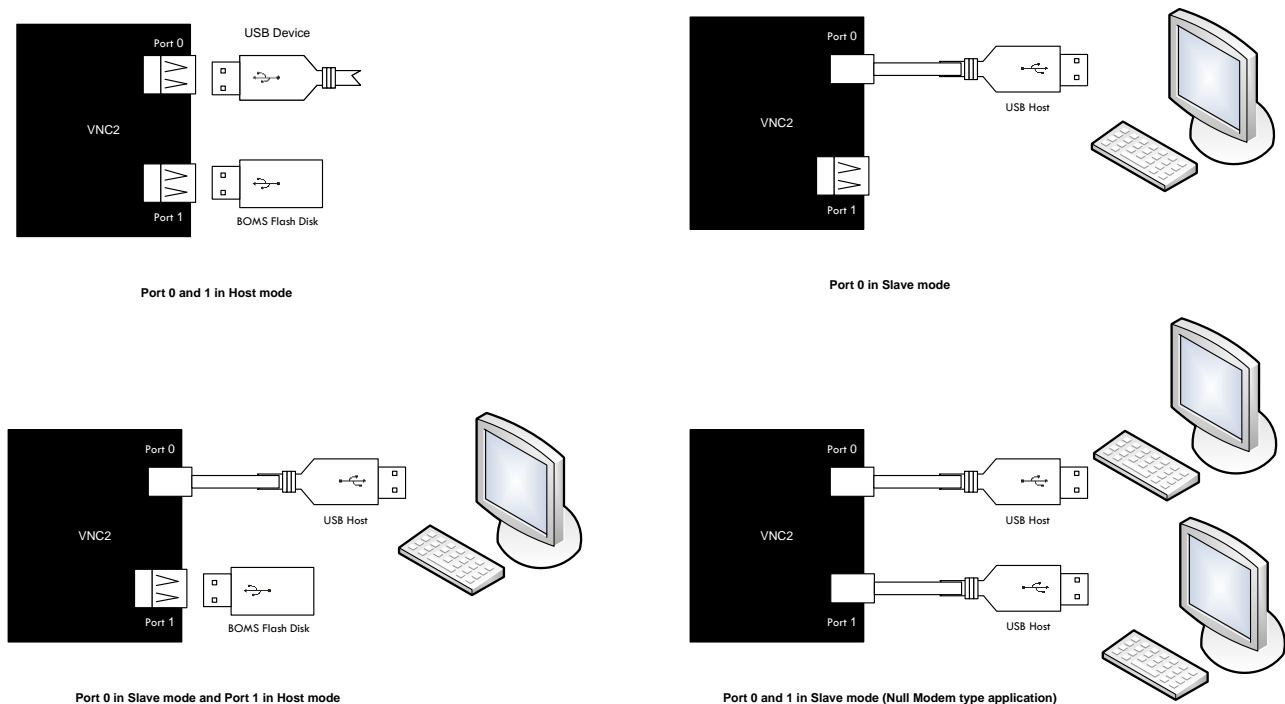 Port 0
USB Device
VNC2
Port 1
BOMS Flash Disk
Port 0 and 1 in Host mode
Port 0
USB Host
VNC2
Port 1
Port 0 in Slave mode
Port 0
USB Host
VNC2
Port 1
BOMS Flash Disk
Port 0 in Slave mode and Port 1 in Host mode
Port 0
USB Host
VNC2
Port 1
USB Host
Port 0 and 1 in Slave mode (Null Modem type application)